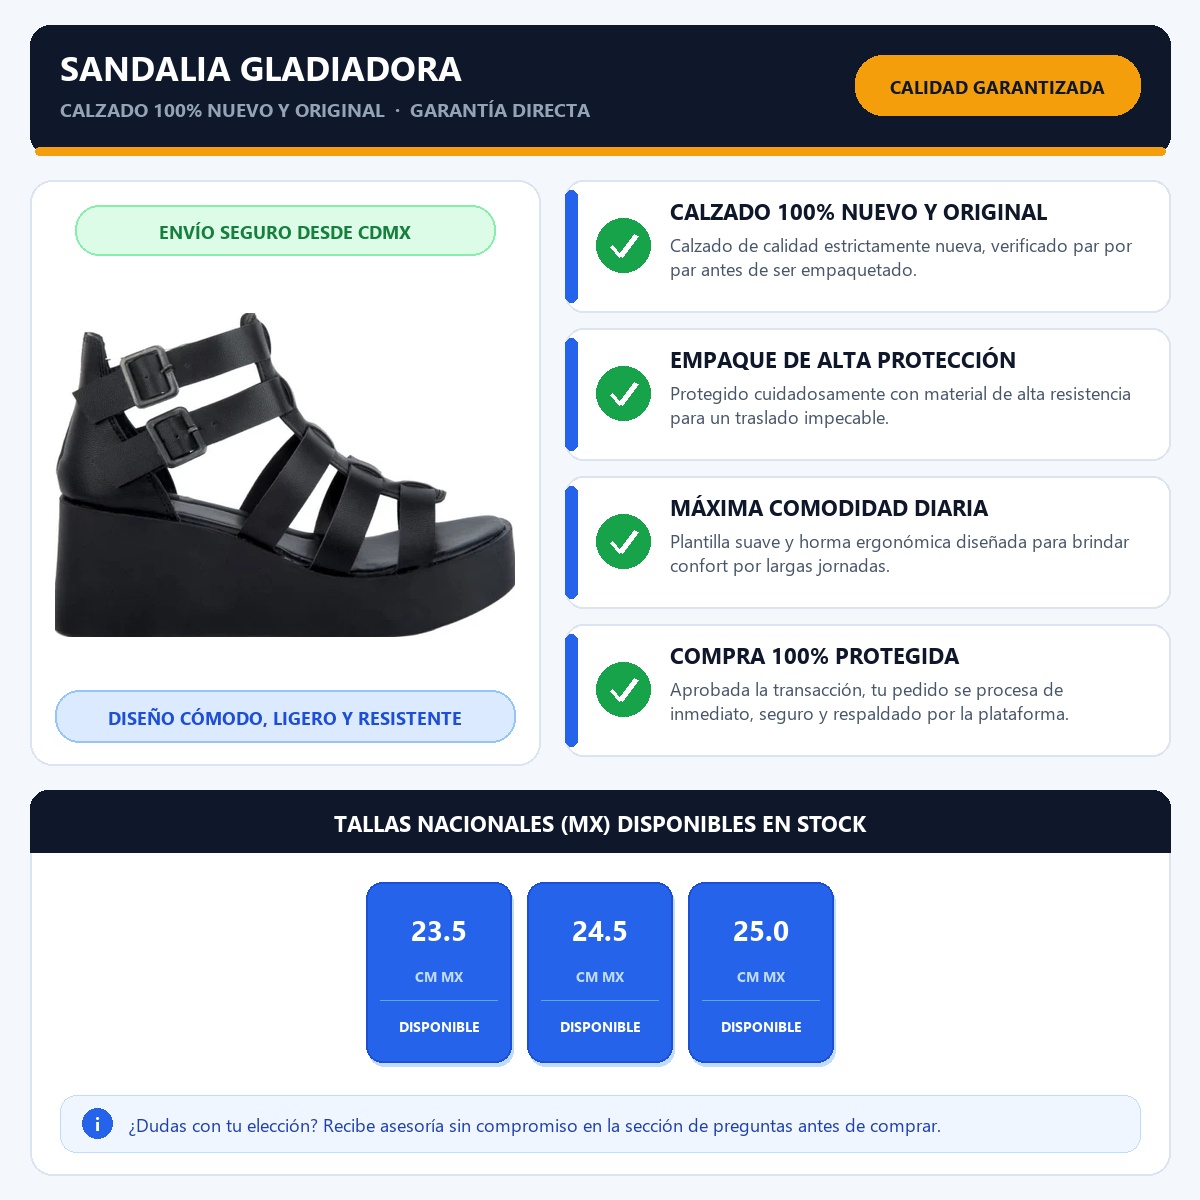 SANDALIA GLADIADORA
CALZADO 100% NUEVO Y ORIGINAL · GARANTÍA DIRECTA
CALIDAD GARANTIZADA
ENVÍO SEGURO DESDE CDMX
DISEÑO CÓMODO, LIGERO Y RESISTENTE
CALZADO 100% NUEVO Y ORIGINAL
Calzado de calidad estrictamente nueva, verificado par por
par antes de ser empaquetado.
EMPAQUE DE ALTA PROTECCIÓN
Protegido cuidadosamente con material de alta resistencia
para un traslado impecable.
MÁXIMA COMODIDAD DIARIA
Plantilla suave y horma ergonómica diseñada para brindar
confort por largas jornadas.
COMPRA 100% PROTEGIDA
Aprobada la transacción, tu pedido se procesa de
inmediato, seguro y respaldado por la plataforma.
TALLAS NACIONALES (MX) DISPONIBLES EN STOCK
23.5
CM MX
DISPONIBLE
24.5
CM MX
DISPONIBLE
25.0
CM MX
DISPONIBLE
¿Dudas con tu elección? Recibe asesoría sin compromiso en la sección de preguntas antes de comprar.